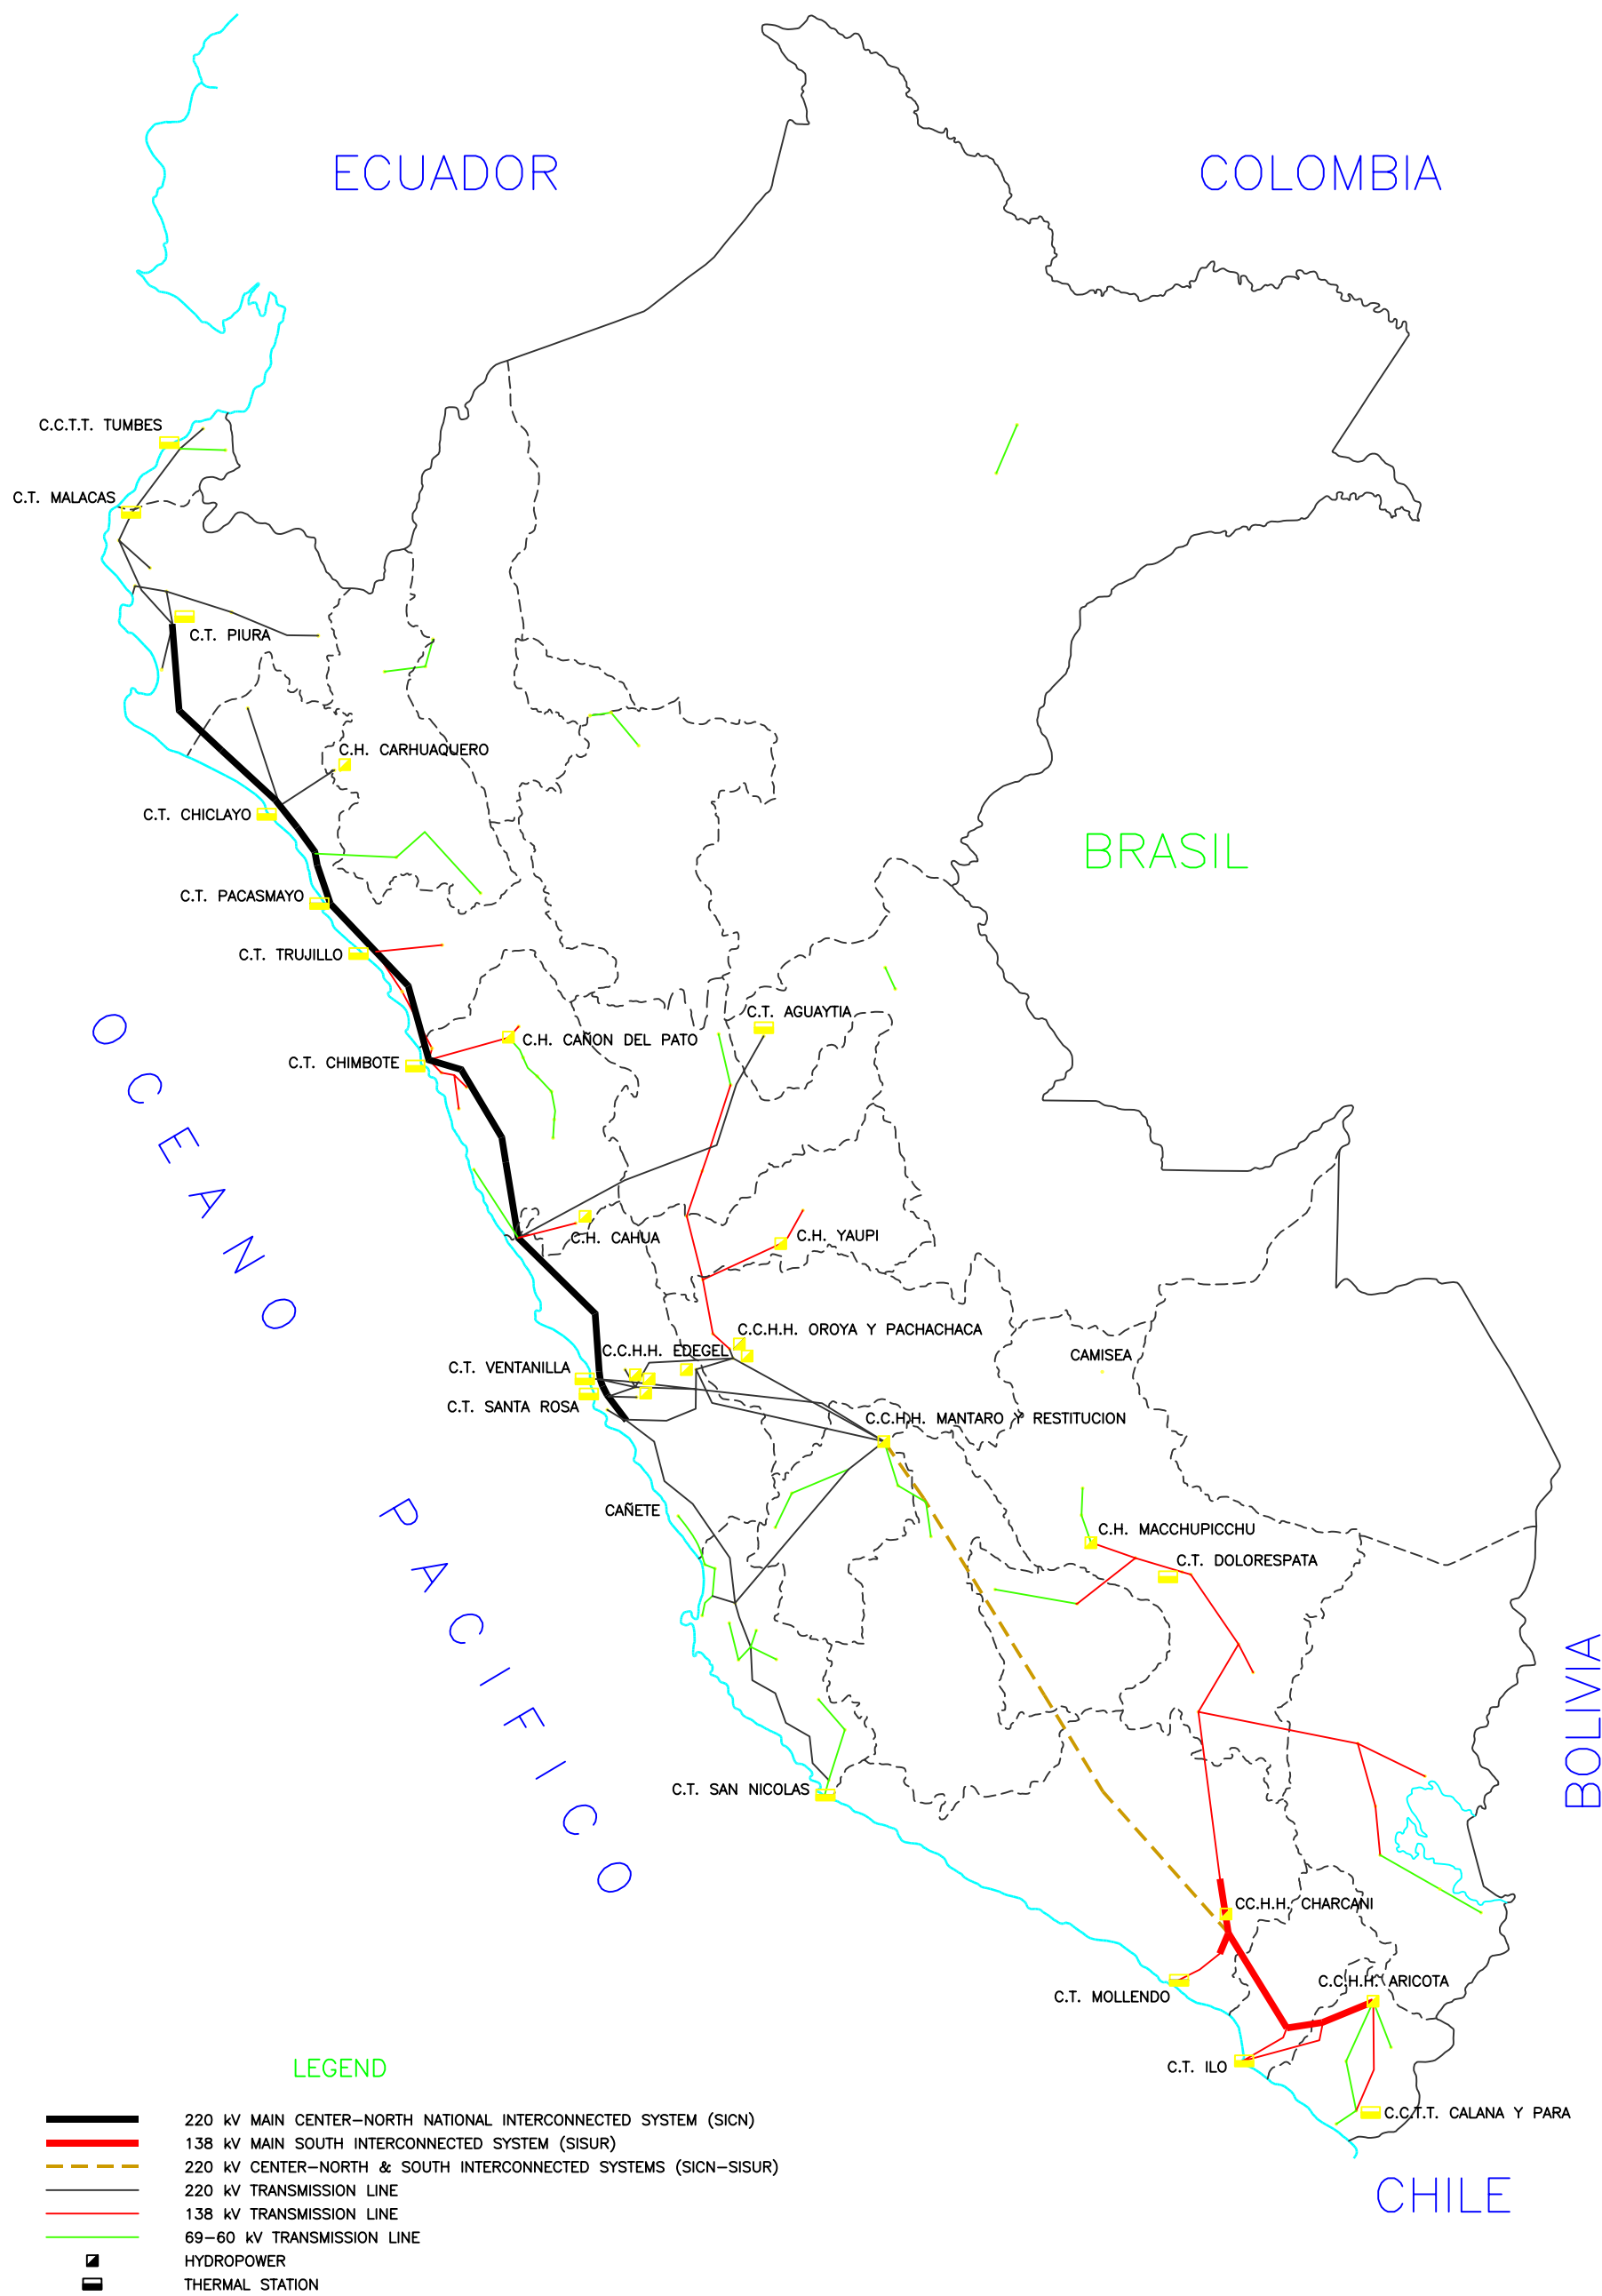 ECUADOR
COLOMBIA
C.C.T.T. TUMBES
C.T. MALACAS
C.T. PIURA
C.H. CARHUAQUERO
C.T. CHICLAYO
BRASIL
C.T. PACASMAYO
C.T. TRUJILLO
C.T. AGUAYTIA
C.H. CAÑON DEL PATO
C.T. CHIMBOTE
OCEANO PACIFICO
C.H. CAHUA
C.H. YAUPI
C.C.H.H. OROYA Y PACHACHACA
C.C.H.H. EDEGEL
CAMISEA
C.T. VENTANILLA
C.T. SANTA ROSA
C.C.H.H. MANTARO Y RESTITUCION
CAÑETE
C.H. MACCHUPICCHU
C.T. DOLORESPATA
BOLIVIA
C.T. SAN NICOLAS
CC.H.H. CHARCANI
C.C.H.H. ARICOTA
C.T. MOLLENDO
C.T. ILO
C.C.T.T. CALANA Y PARA
CHILE
LEGEND
220 kV MAIN CENTER-NORTH NATIONAL INTERCONNECTED SYSTEM (SICN)
138 kV MAIN SOUTH INTERCONNECTED SYSTEM (SISUR)
220 kV CENTER-NORTH & SOUTH INTERCONNECTED SYSTEMS (SICN-SISUR)
220 kV TRANSMISSION LINE
138 kV TRANSMISSION LINE
69-60 kV TRANSMISSION LINE
HYDROPOWER
THERMAL STATION